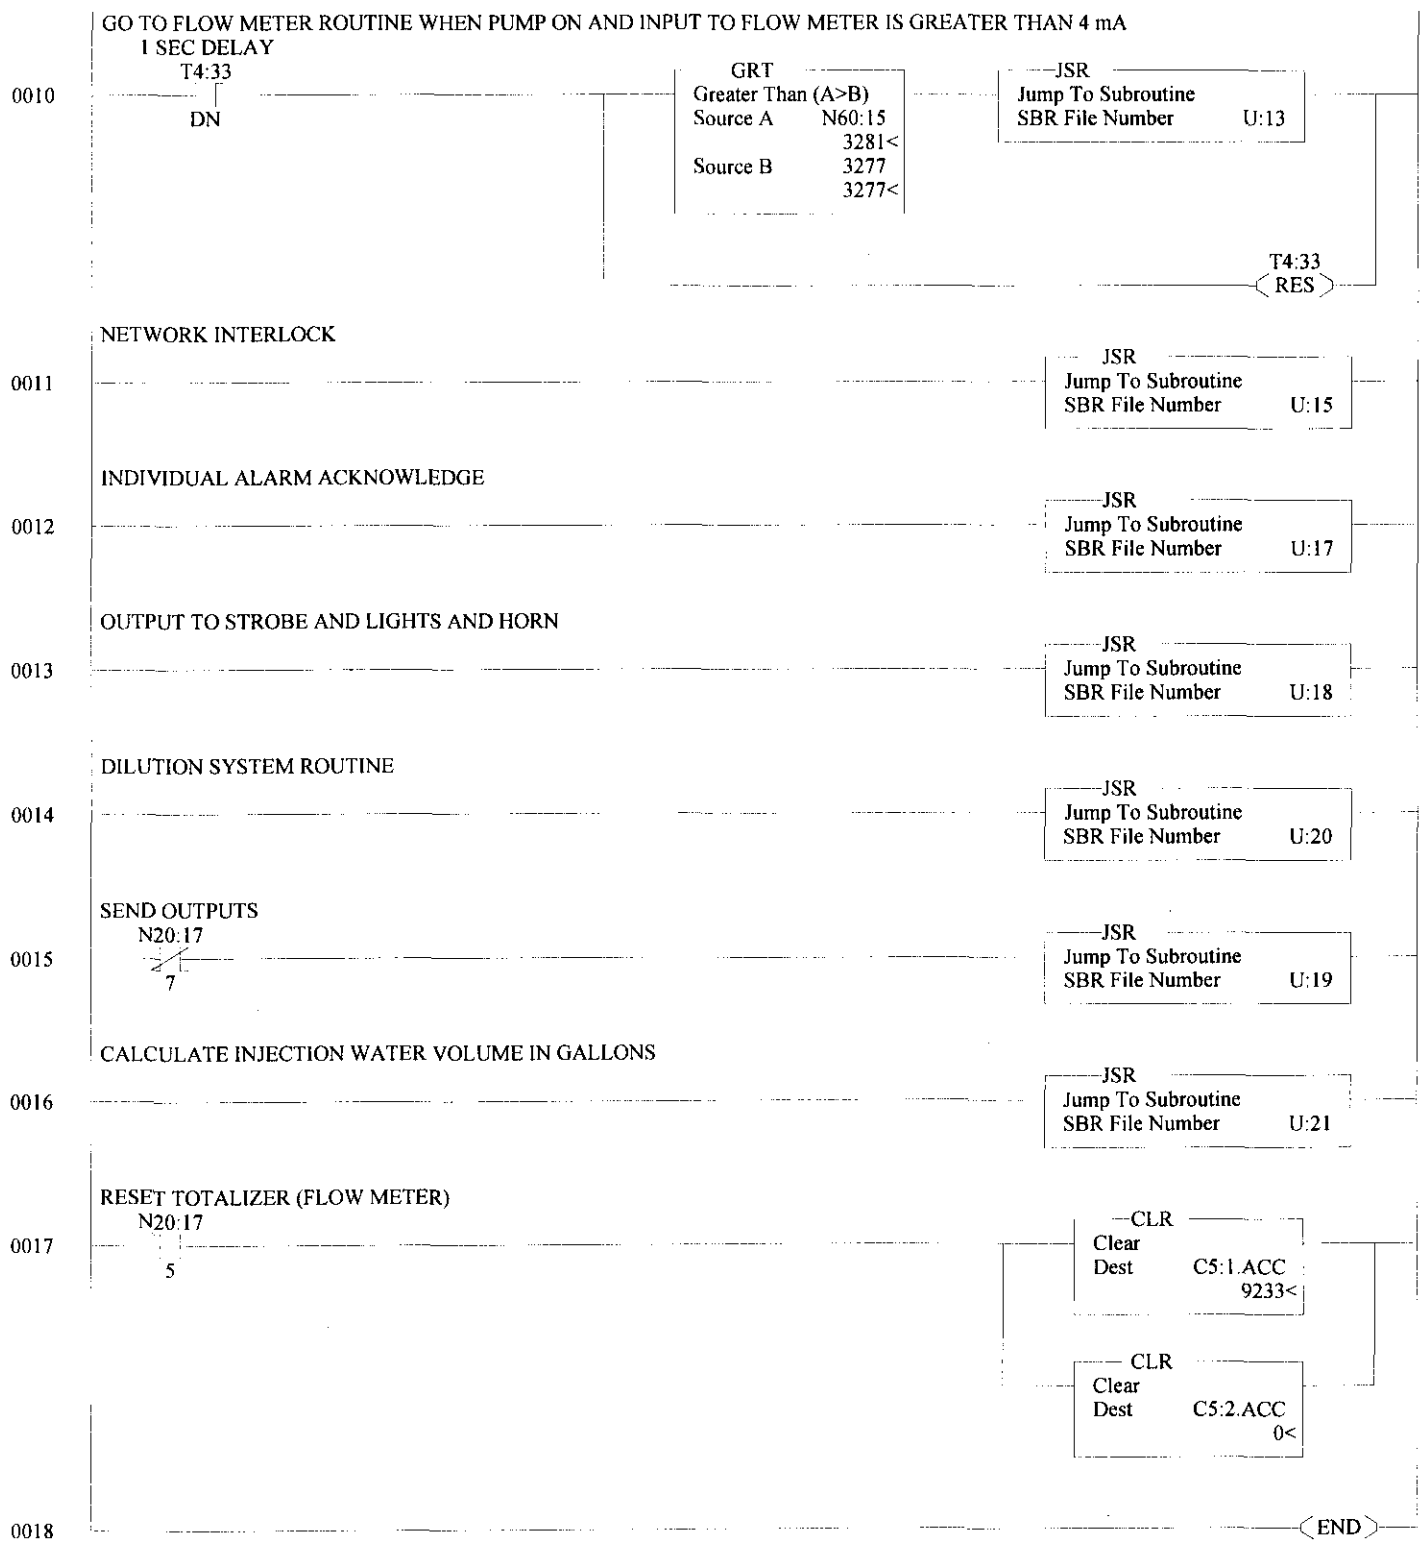 GO TO FLOW METER ROUTINE WHEN PUMP ON AND INPUT TO FLOW METER IS GREATER THAN 4 mA
1 SEC DELAY
T4:33
DN
0010
GRT
Greater Than (A>B)
Source A N60:15
3281<
Source B 3277
3277<
JSR
Jump To Subroutine
SBR File Number U:13
T4:33
RES
NETWORK INTERLOCK
0011
JSR
Jump To Subroutine
SBR File Number U:15
INDIVIDUAL ALARM ACKNOWLEDGE
0012
JSR
Jump To Subroutine
SBR File Number U:17
OUTPUT TO STROBE AND LIGHTS AND HORN
0013
JSR
Jump To Subroutine
SBR File Number U:18
DILUTION SYSTEM ROUTINE
0014
JSR
Jump To Subroutine
SBR File Number U:20
SEND OUTPUTS
N20:17
0015
7
JSR
Jump To Subroutine
SBR File Number U:19
CALCULATE INJECTION WATER VOLUME IN GALLONS
0016
JSR
Jump To Subroutine
SBR File Number U:21
RESET TOTALIZER (FLOW METER)
N20:17
0017
5
CLR
Clear
Dest C5:1.ACC
9233<
CLR
Clear
Dest C5:2.ACC
0<
0018
END